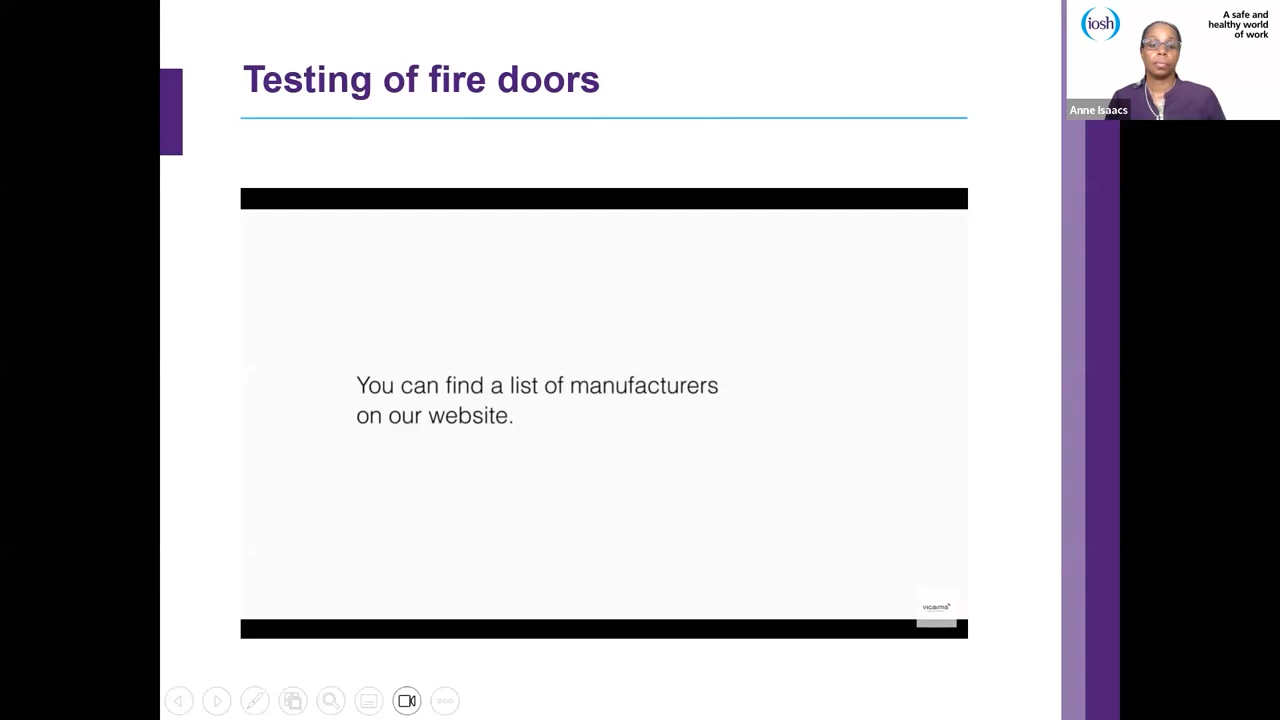 Testing of fire doors
You can find a list of manufacturers
on our website.
vicaima
iosh
A safe and
healthy world
of work
Anne Isaacs